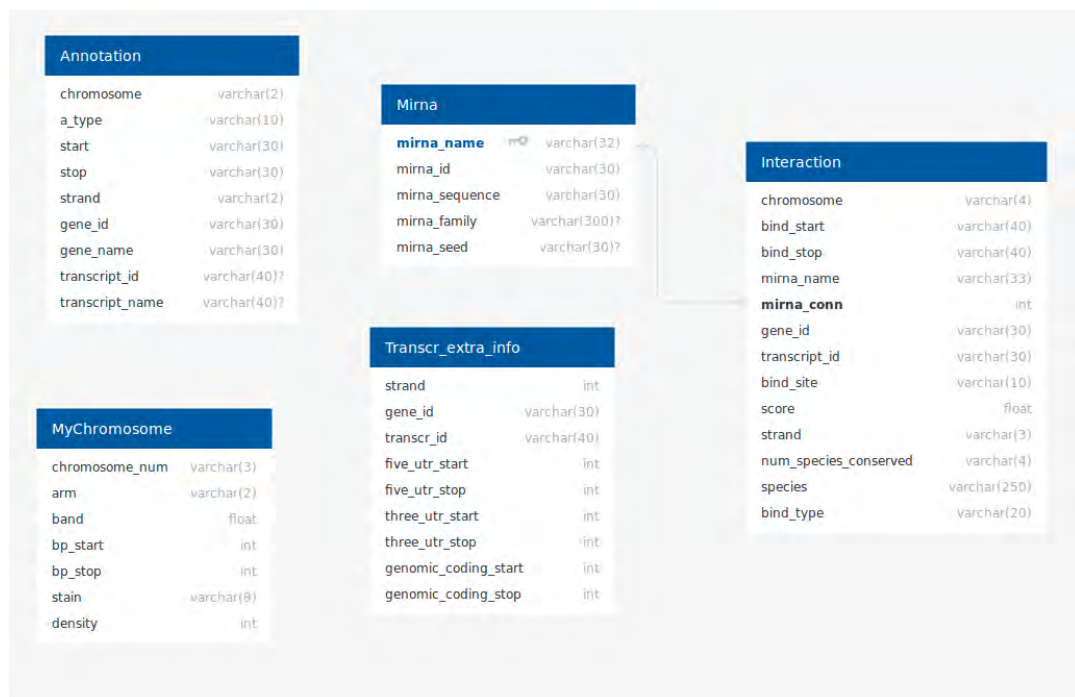 Annotation
chromosome varchar(2)
a_type varchar(10)
start varchar(30)
stop varchar(30)
strand varchar(2)
gene_id varchar(30)
gene_name varchar(30)
transcript_id varchar(40)?
transcript_name varchar(40)?
Mirna
mirna_name varchar(32)
mirna_id varchar(30)
mirna_sequence varchar(30)
mirna_family varchar(300)?
mirna_seed varchar(30)?
Interaction
chromosome varchar(4)
bind_start varchar(40)
bind_stop varchar(40)
mirna_name varchar(33)
mirna_conn int
gene_id varchar(30)
transcript_id varchar(30)
bind_site varchar(10)
score float
strand varchar(3)
num_species_conserved varchar(4)
species varchar(250)
bind_type varchar(20)
Transcr_extra_info
strand int
gene_id varchar(30)
transcr_id varchar(40)
five_utr_start int
five_utr_stop int
three_utr_start int
three_utr_stop int
genomic_coding_start int
genomic_coding_stop int
MyChromosome
chromosome_num varchar(3)
arm varchar(2)
band float
bp_start int
bp_stop int
stain varchar(8)
density int